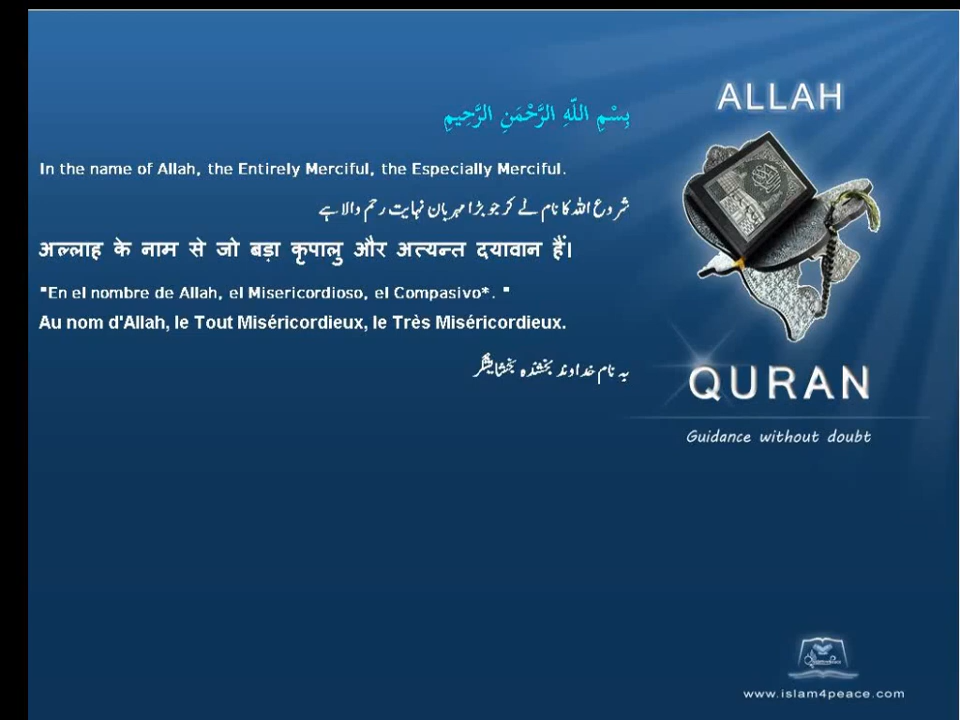 بِسْمِ اللّهِ الرَّحْمَنِ الرَّحِيمِ
In the name of Allah, the Entirely Merciful, the Especially Merciful.
شروع الله کا نام لے کر جو بڑا مہربان نہایت رحم والا ہے
अल्लाह के नाम से जो बड़ा कृपालु और अत्यन्त दयावान हैं।
"En el nombre de Allah, el Misericordioso, el Compasivo*. "
Au nom d'Allah, le Tout Miséricordieux, le Très Miséricordieux.
به نام خداوند بخشنده بخشایشگر
ALLAH
QURAN
Guidance without doubt
www.islam4peace.com